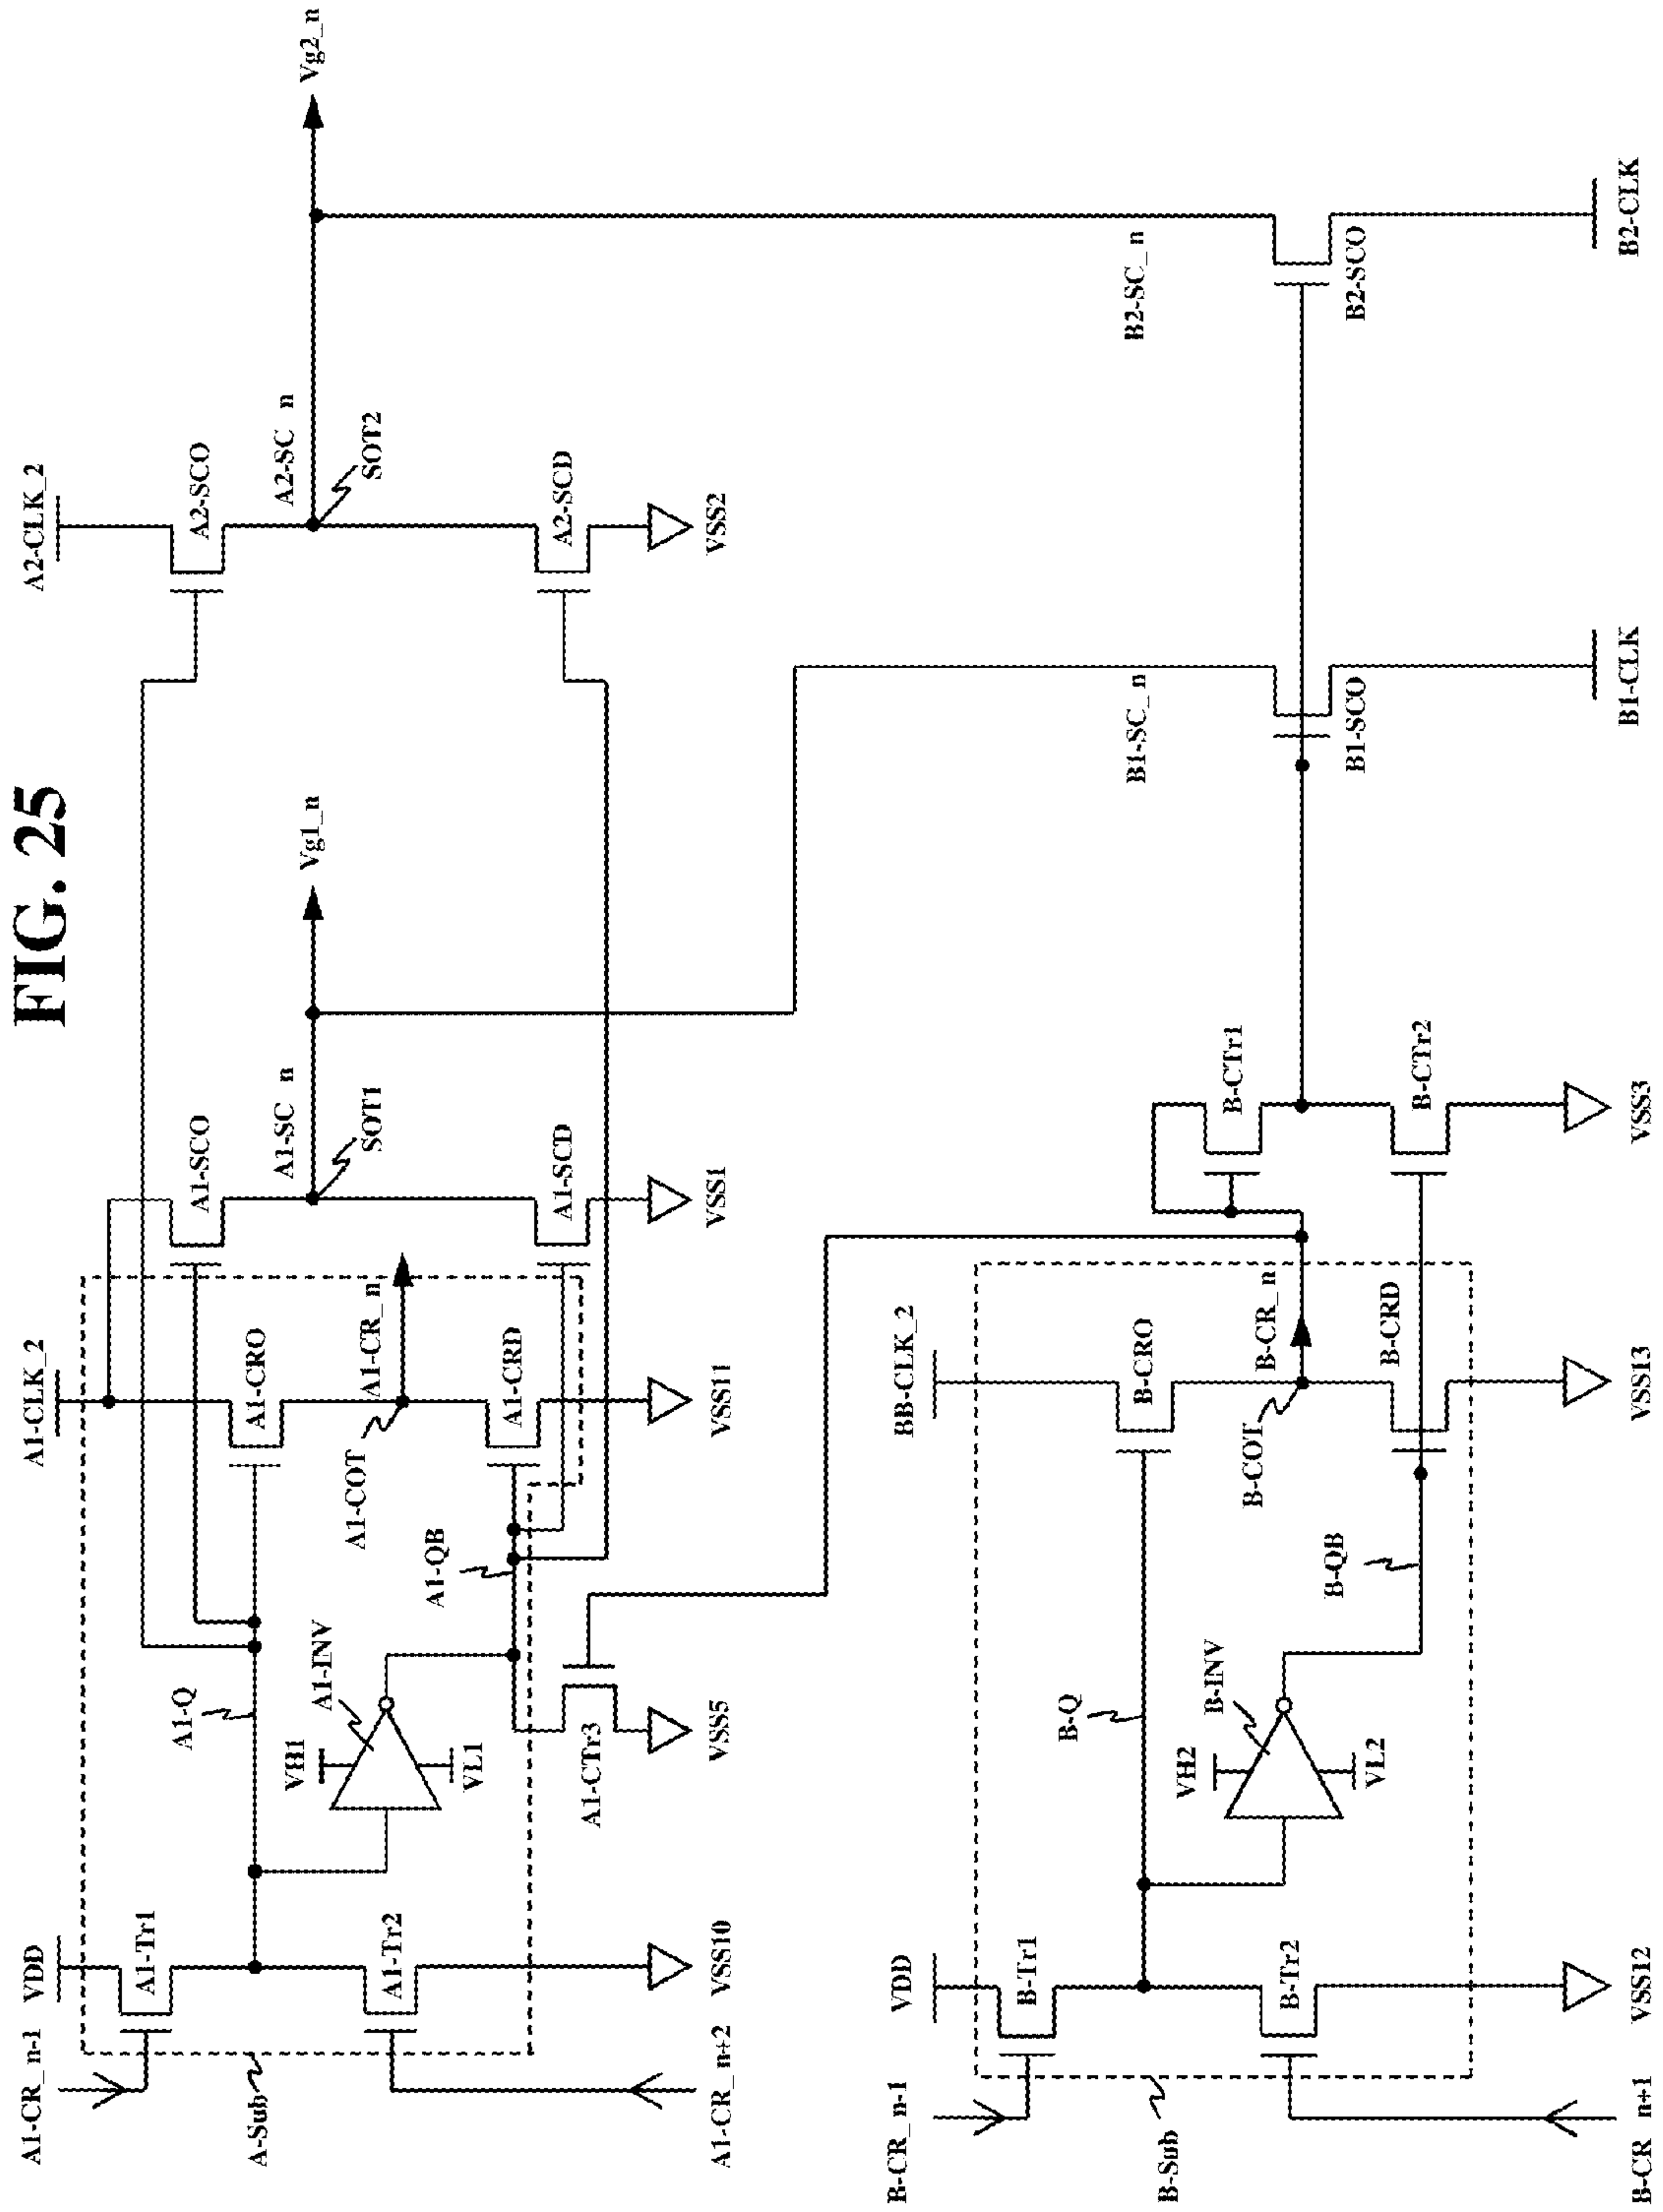 FIG. 25
A1-CR_n-1
VDD
A1-CLK_2
A2-CLK_2
A1-Tr1
A1-CRO
A1-SCO
A2-SCO
A1-Q
A1-SC n
Vg1_n
A2-SC n
Vg2_n
A-Sub
VH1
A1-INV
A1-COT
A1-CR_n
SOT1
SOT2
A1-Tr2
VL1
A1-QB
A1-CRD
A1-SCD
A2-SCD
A1-CTr3
A1-CR_n+2
VSS10
VSS5
VSS11
VSS1
VSS2
B-CR_n-1
VDD
BB-CLK_2
B-Tr1
B-Q
B-CRO
B1-SC_n
B2-SC_n
B-Sub
VH2
B-INV
B-COT
B-CR_n
B-CTr1
B-Tr2
VL2
B-QB
B-CRD
B-CTr2
B1-SCO
B2-SCO
B-CR n+1
VSS12
VSS13
VSS3
B1-CLK
B2-CLK